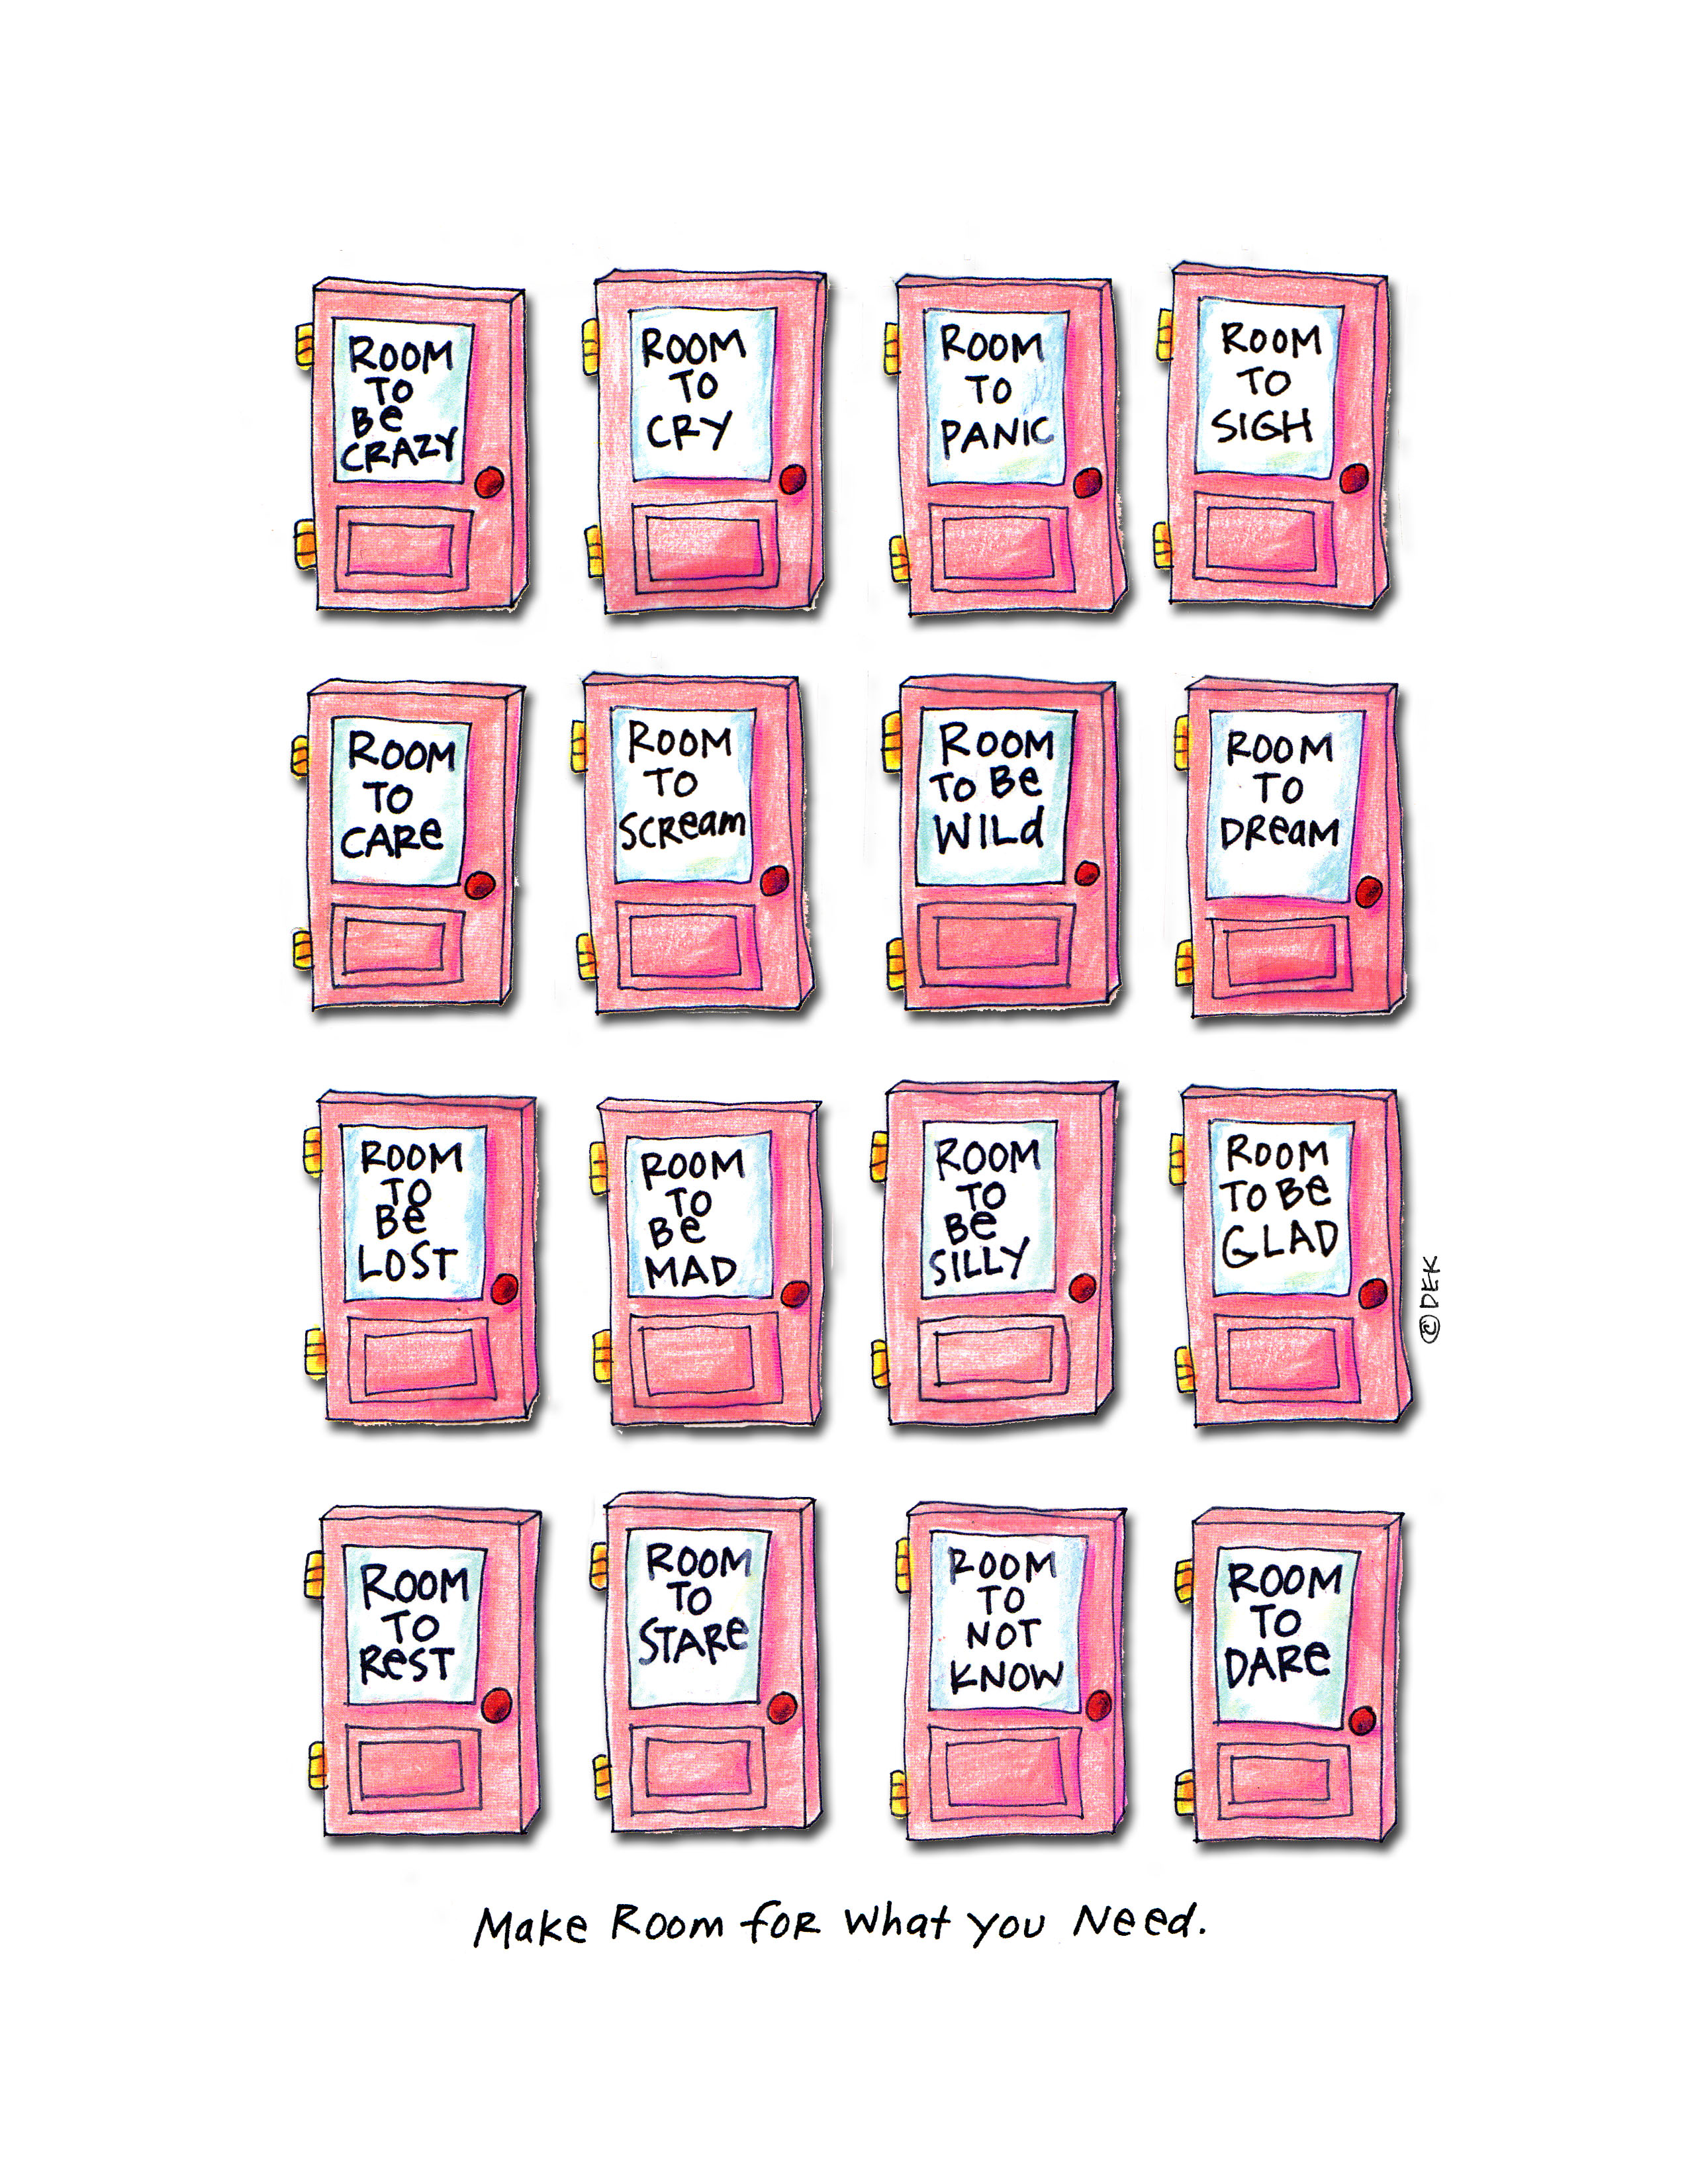 ROOM
TO
Be
CRAZY
ROOM
TO
CRY
ROOM
TO
PANIC
ROOM
TO
SIGH
ROOM
TO
CARe
ROOM
TO
SCReam
ROOM
TO Be
WILd
ROOM
TO
DReaM
ROOM
TO
Be
LOST
ROOM
TO
Be
MAD
ROOM
TO
Be
SILLY
ROOM
TO Be
GLAD
©DEK
ROOM
TO
ReST
ROOM
TO
STARe
ROOM
TO
NOT
KNOW
ROOM
TO
DARe
Make Room foR What you Need.